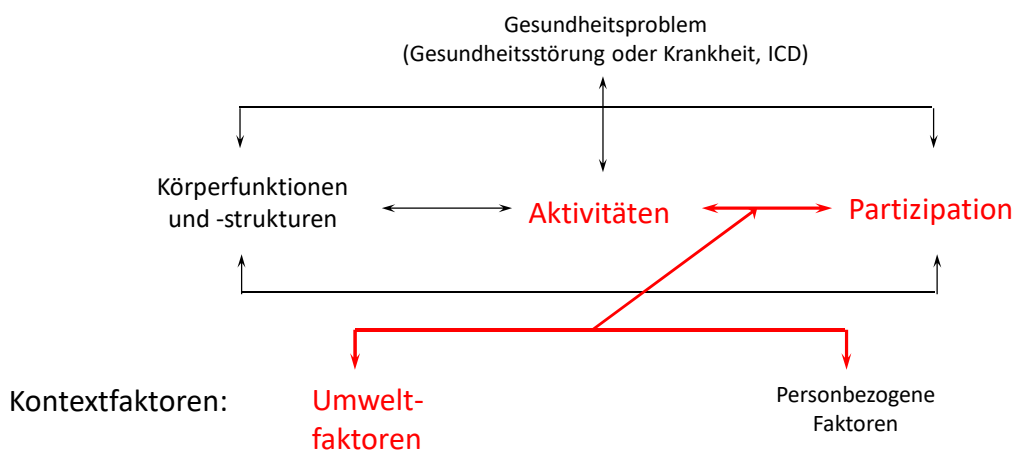 Gesundheitsproblem
(Gesundheitsstörung oder Krankheit, ICD)
Körperfunktionen
und -strukturen
Aktivitäten
Partizipation
Kontextfaktoren:
Umwelt-
faktoren
Personbezogene
Faktoren